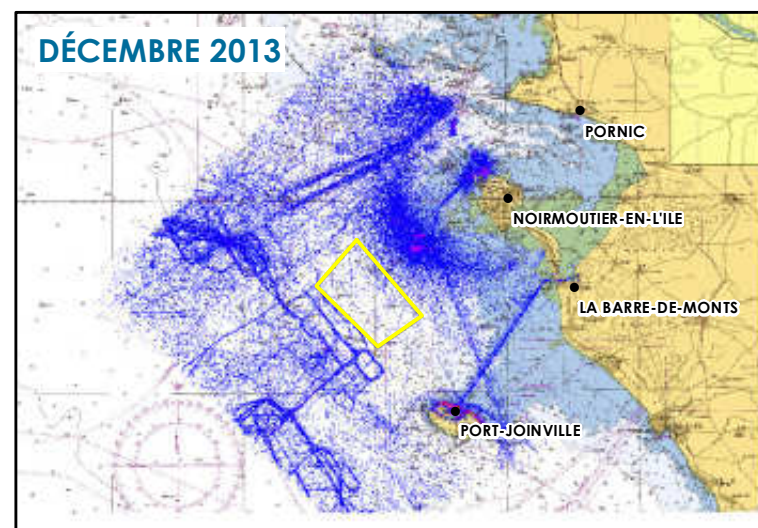 DÉCEMBRE 2013
PORNIC
NOIRMOUTIER-EN-L'ILE
LA BARRE-DE-MONTS
PORT-JOINVILLE